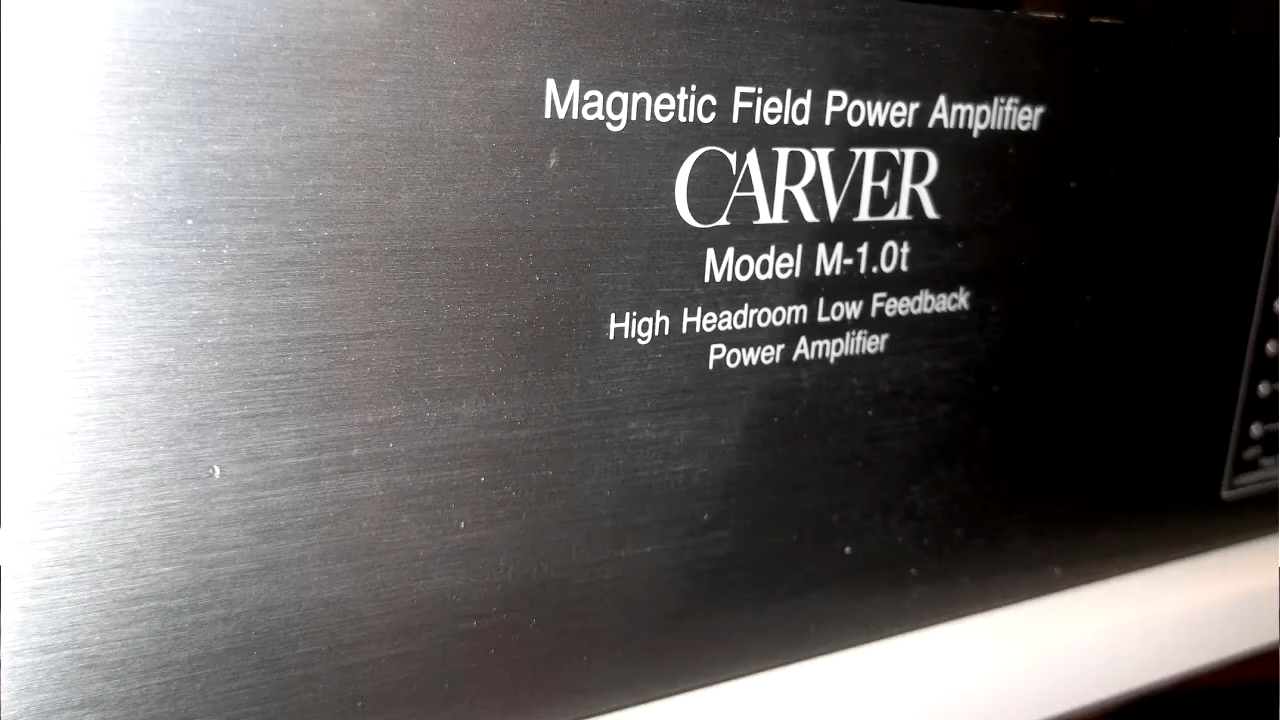 Magnetic Field Power Amplifier
CARVER
Model M-1.0t
High Headroom Low Feedback
Power Amplifier